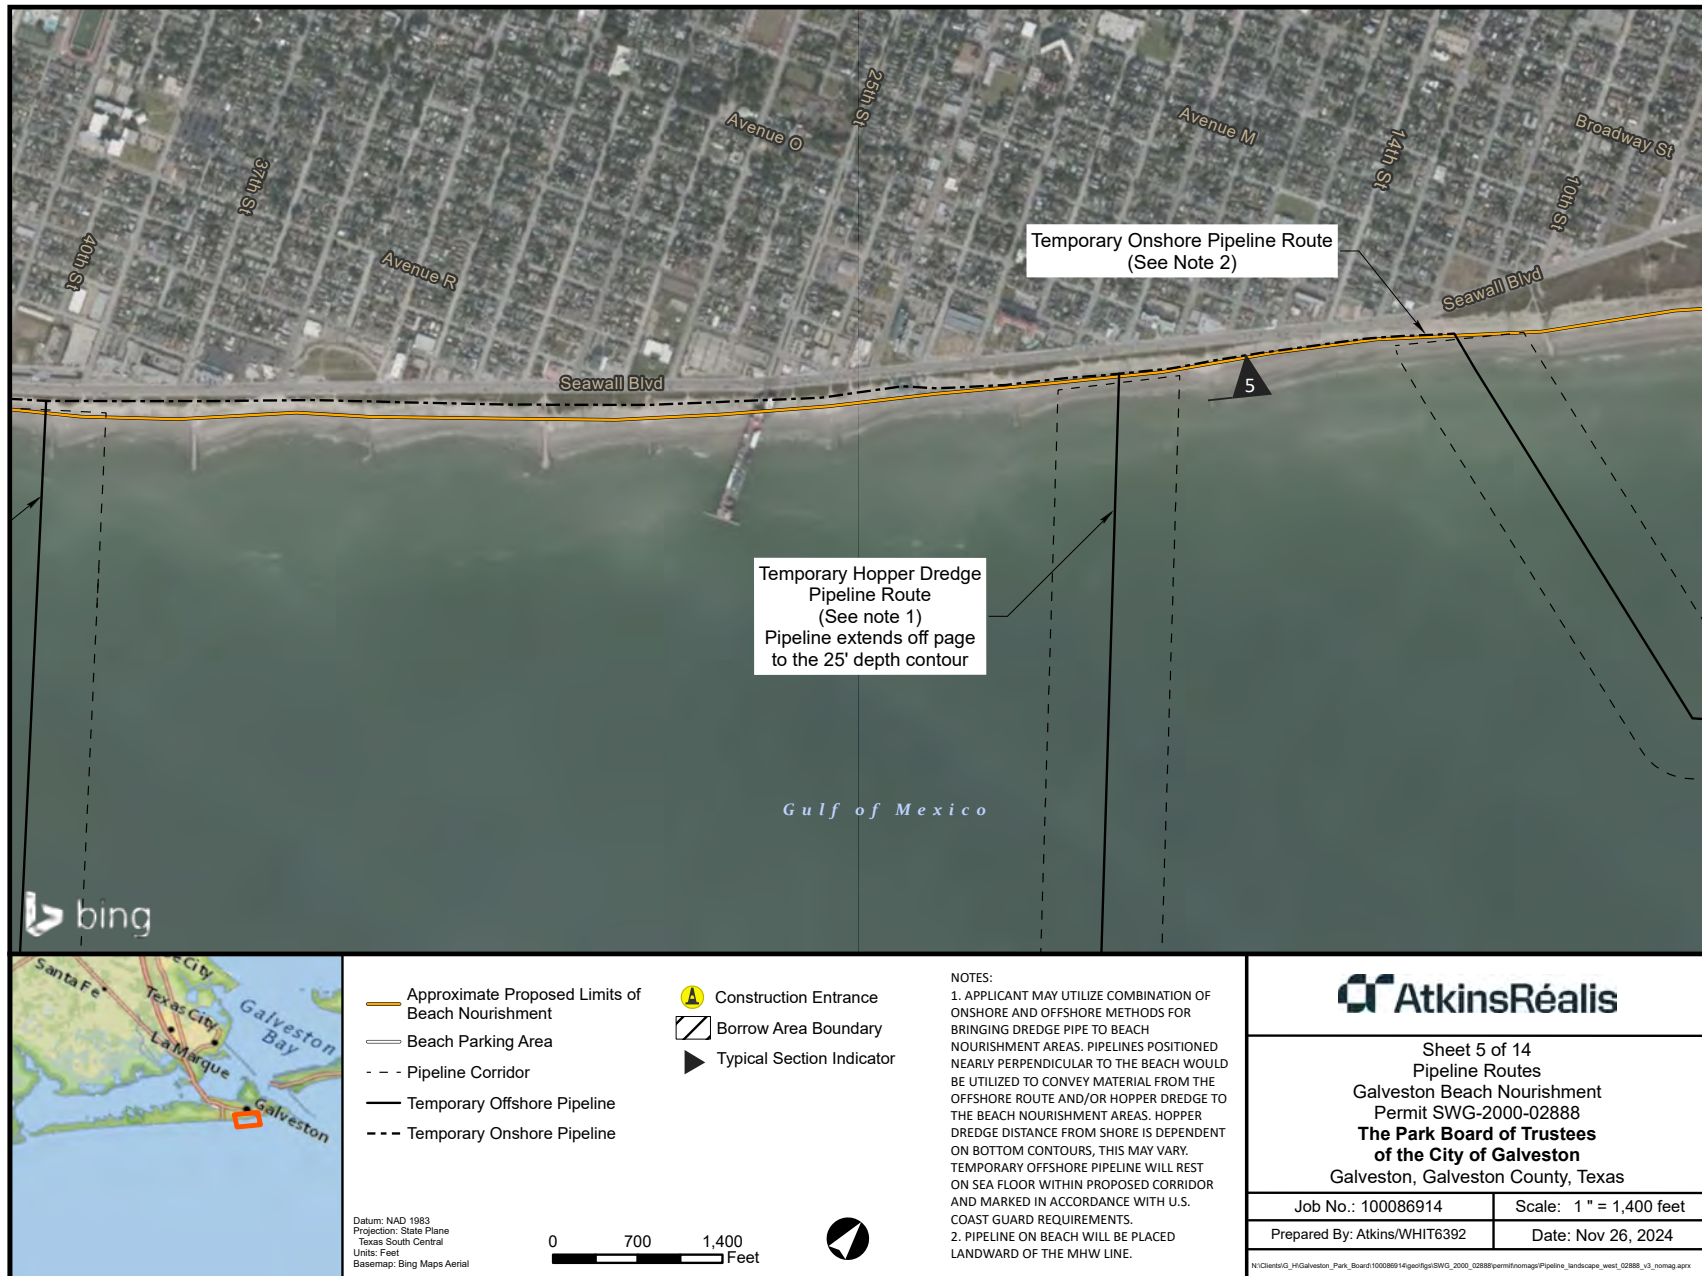 25th St
Avenue O
Avenue M
14th St
Broadway St
37th St
10th St
40th St
Avenue R
Temporary Onshore Pipeline Route
(See Note 2)
Seawall Blvd
Seawall Blvd
5
Temporary Hopper Dredge
Pipeline Route
(See note 1)
Pipeline extends off page
to the 25' depth contour
Gulf of Mexico
bing
Santa Fe
e City
Texas City
La Marque
Galveston
Bay
Galveston
Approximate Proposed Limits of
Beach Nourishment
Beach Parking Area
Pipeline Corridor
Temporary Offshore Pipeline
Temporary Onshore Pipeline
Construction Entrance
Borrow Area Boundary
Typical Section Indicator
Datum: NAD 1983
Projection: State Plane
Texas South Central
Units: Feet
Basemap: Bing Maps Aerial
0 700 1,400
Feet
NOTES:
1. APPLICANT MAY UTILIZE COMBINATION OF
ONSHORE AND OFFSHORE METHODS FOR
BRINGING DREDGE PIPE TO BEACH
NOURISHMENT AREAS. PIPELINES POSITIONED
NEARLY PERPENDICULAR TO THE BEACH WOULD
BE UTILIZED TO CONVEY MATERIAL FROM THE
OFFSHORE ROUTE AND/OR HOPPER DREDGE TO
THE BEACH NOURISHMENT AREAS. HOPPER
DREDGE DISTANCE FROM SHORE IS DEPENDENT
ON BOTTOM CONTOURS, THIS MAY VARY.
TEMPORARY OFFSHORE PIPELINE WILL REST
ON SEA FLOOR WITHIN PROPOSED CORRIDOR
AND MARKED IN ACCORDANCE WITH U.S.
COAST GUARD REQUIREMENTS.
2. PIPELINE ON BEACH WILL BE PLACED
LANDWARD OF THE MHW LINE.
AtkinsRéalis
Sheet 5 of 14
Pipeline Routes
Galveston Beach Nourishment
Permit SWG-2000-02888
The Park Board of Trustees
of the City of Galveston
Galveston, Galveston County, Texas
Job No.: 100086914
Scale: 1 " = 1,400 feet
Prepared By: Atkins/WHIT6392
Date: Nov 26, 2024
N:\Clients\G_H\Galveston_Park_Board\100086914\geo\figs\SWG_2000_02888\permit\nomags\Pipeline_landscape_west_02888_v3_nomag.aprx